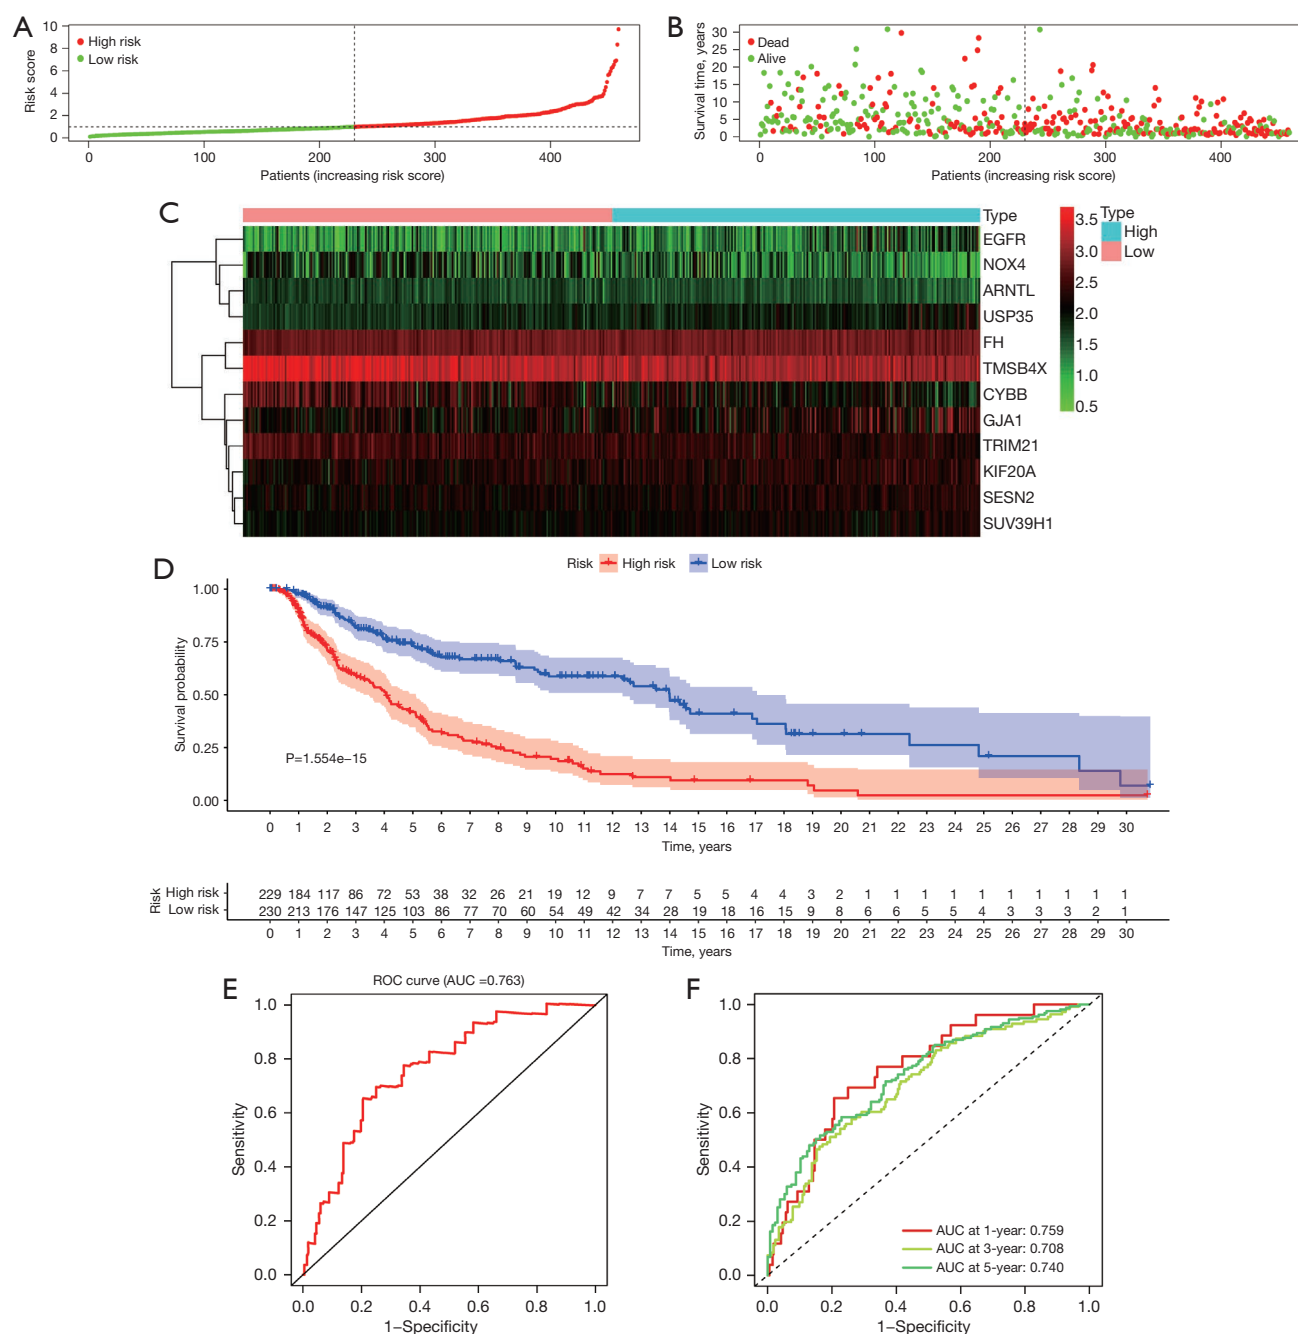 A
10
8
6
4
2
0
Risk score
High risk
Low risk
0 100 200 300 400
Patients (increasing risk score)
B
30
25
20
15
10
5
0
Survival time, years
Dead
Alive
0 100 200 300 400
Patients (increasing risk score)
C
Type
EGFR
NOX4
ARNTL
USP35
FH
TMSB4X
CYBB
GJA1
TRIM21
KIF20A
SESN2
SUV39H1
3.5
3.0
2.5
2.0
1.5
1.0
0.5
Type
High
Low
D
Risk High risk Low risk
1.00
0.75
0.50
0.25
0.00
Survival probability
P=1.554e−15
0 1 2 3 4 5 6 7 8 9 10 11 12 13 14 15 16 17 18 19 20 21 22 23 24 25 26 27 28 29 30
Time, years
Risk
High risk 229 184 117 86 72 53 38 32 26 21 19 12 9 7 7 5 5 4 4 3 2 1 1 1 1 1 1 1 1 1 1
Low risk 230 213 176 147 125 103 86 77 70 60 54 49 42 34 28 19 18 16 15 9 8 6 6 5 5 4 3 3 3 2 1
0 1 2 3 4 5 6 7 8 9 10 11 12 13 14 15 16 17 18 19 20 21 22 23 24 25 26 27 28 29 30
Time, years
E
ROC curve (AUC =0.763)
1.0
0.8
0.6
0.4
0.2
0.0
Sensitivity
0.0 0.2 0.4 0.6 0.8 1.0
1−Specificity
F
1.0
0.8
0.6
0.4
0.2
0.0
Sensitivity
AUC at 1-year: 0.759
AUC at 3-year: 0.708
AUC at 5-year: 0.740
0.0 0.2 0.4 0.6 0.8 1.0
1−Specificity